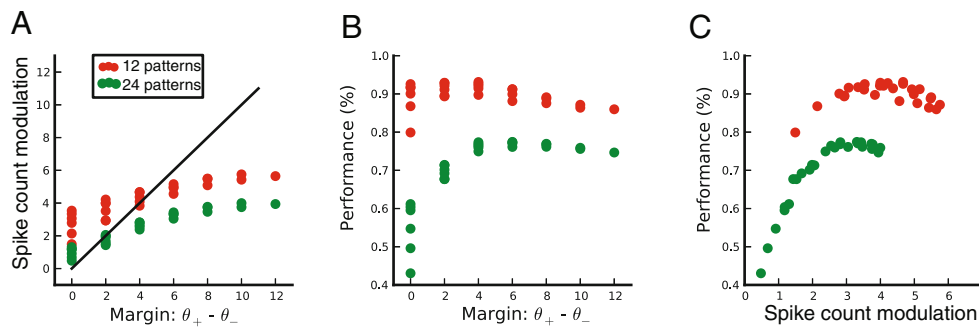 A
Spike count modulation
12
10
8
6
4
2
0
12 patterns
24 patterns
0 2 4 6 8 10 12
Margin: θ+ - θ−
B
Performance (%)
1.0
0.9
0.8
0.7
0.6
0.5
0.4
0 2 4 6 8 10 12
Margin: θ+ - θ−
C
Performance (%)
1.0
0.9
0.8
0.7
0.6
0.5
0.4
0 1 2 3 4 5 6
Spike count modulation